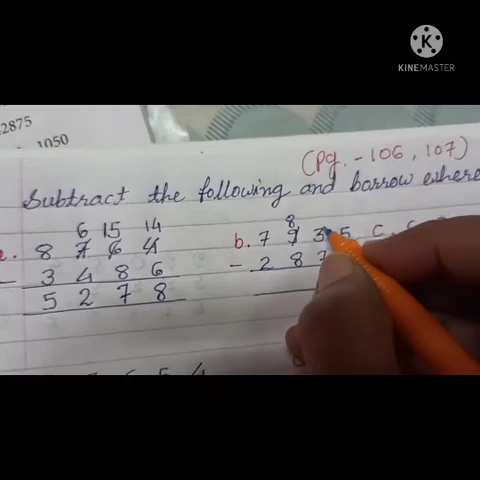 K
KINEMASTER
2875
1050
(Pg. - 106, 107)
Subtract the following and borrow where
6 15 14
8 7 6 4
- 3 4 8 6
5 2 7 8
8
b. 7 9 3 5 c.
- 2 8 7